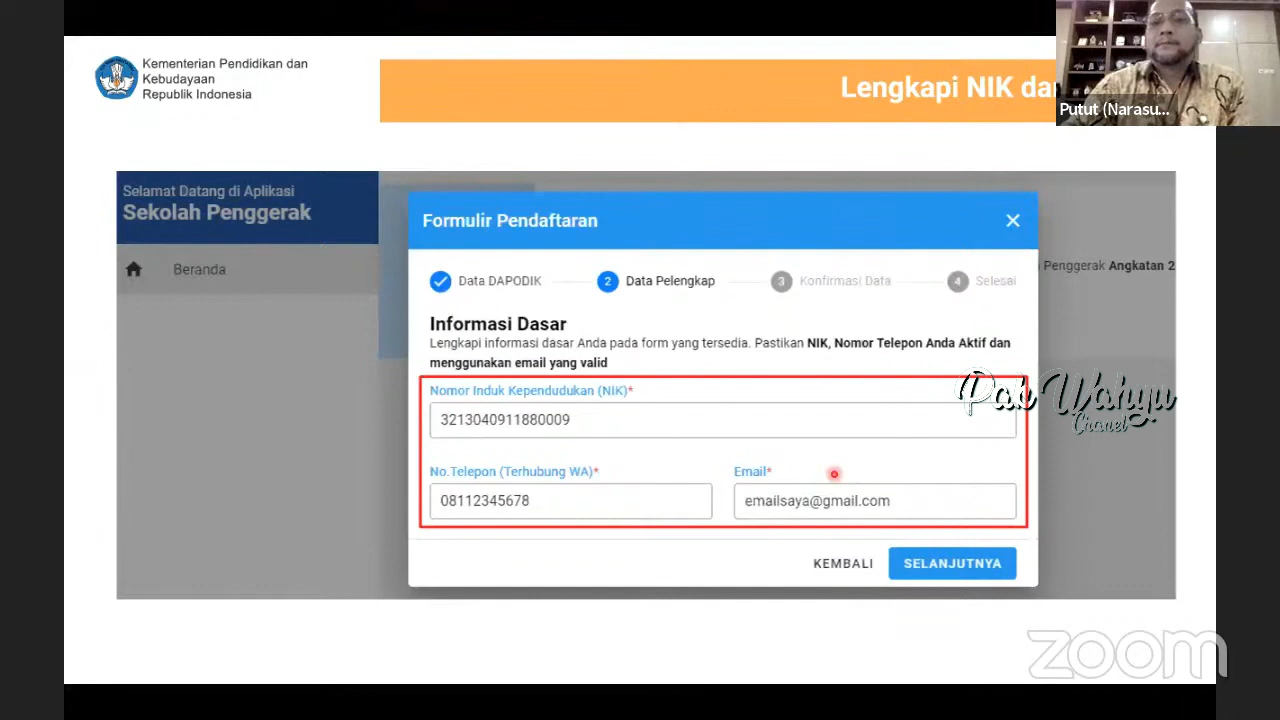 Kementerian Pendidikan dan
Kebudayaan
Republik Indonesia
Lengkapi NIK dan
Putut (Narasu...
Selamat Datang di Aplikasi
Sekolah Penggerak
Beranda
Formulir Pendaftaran
Penggerak Angkatan 2
Data DAPODIK
2 Data Pelengkap
3 Konfirmasi Data
4 Selesai
Informasi Dasar
Lengkapi informasi dasar Anda pada form yang tersedia. Pastikan NIK, Nomor Telepon Anda Aktif dan
menggunakan email yang valid
Nomor Induk Kependudukan (NIK)*
3213040911880009
Pak Wahyu
Chanel
No.Telepon (Terhubung WA)*
Email*
08112345678
emailsaya@gmail.com
KEMBALI
SELANJUTNYA
zoom